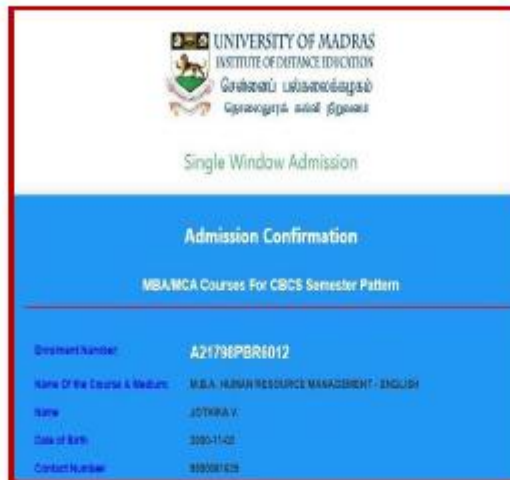 UNIVERSITY OF MADRAS
INSTITUTE OF DISTANCE EDUCATION
சென்னைப் பல்கலைக்கழகம்
தொலைதூரக் கல்வி நிறுவனம்
Single Window Admission
Admission Confirmation
MBA/MCA Courses For CBCS Semester Pattern
Enrolment Number A21798PBR6012
Name Of the Course & Medium M.B.A. HUMAN RESOURCE MANAGEMENT - ENGLISH
Name JOTHIKA V
Date of Birth
Contact Number